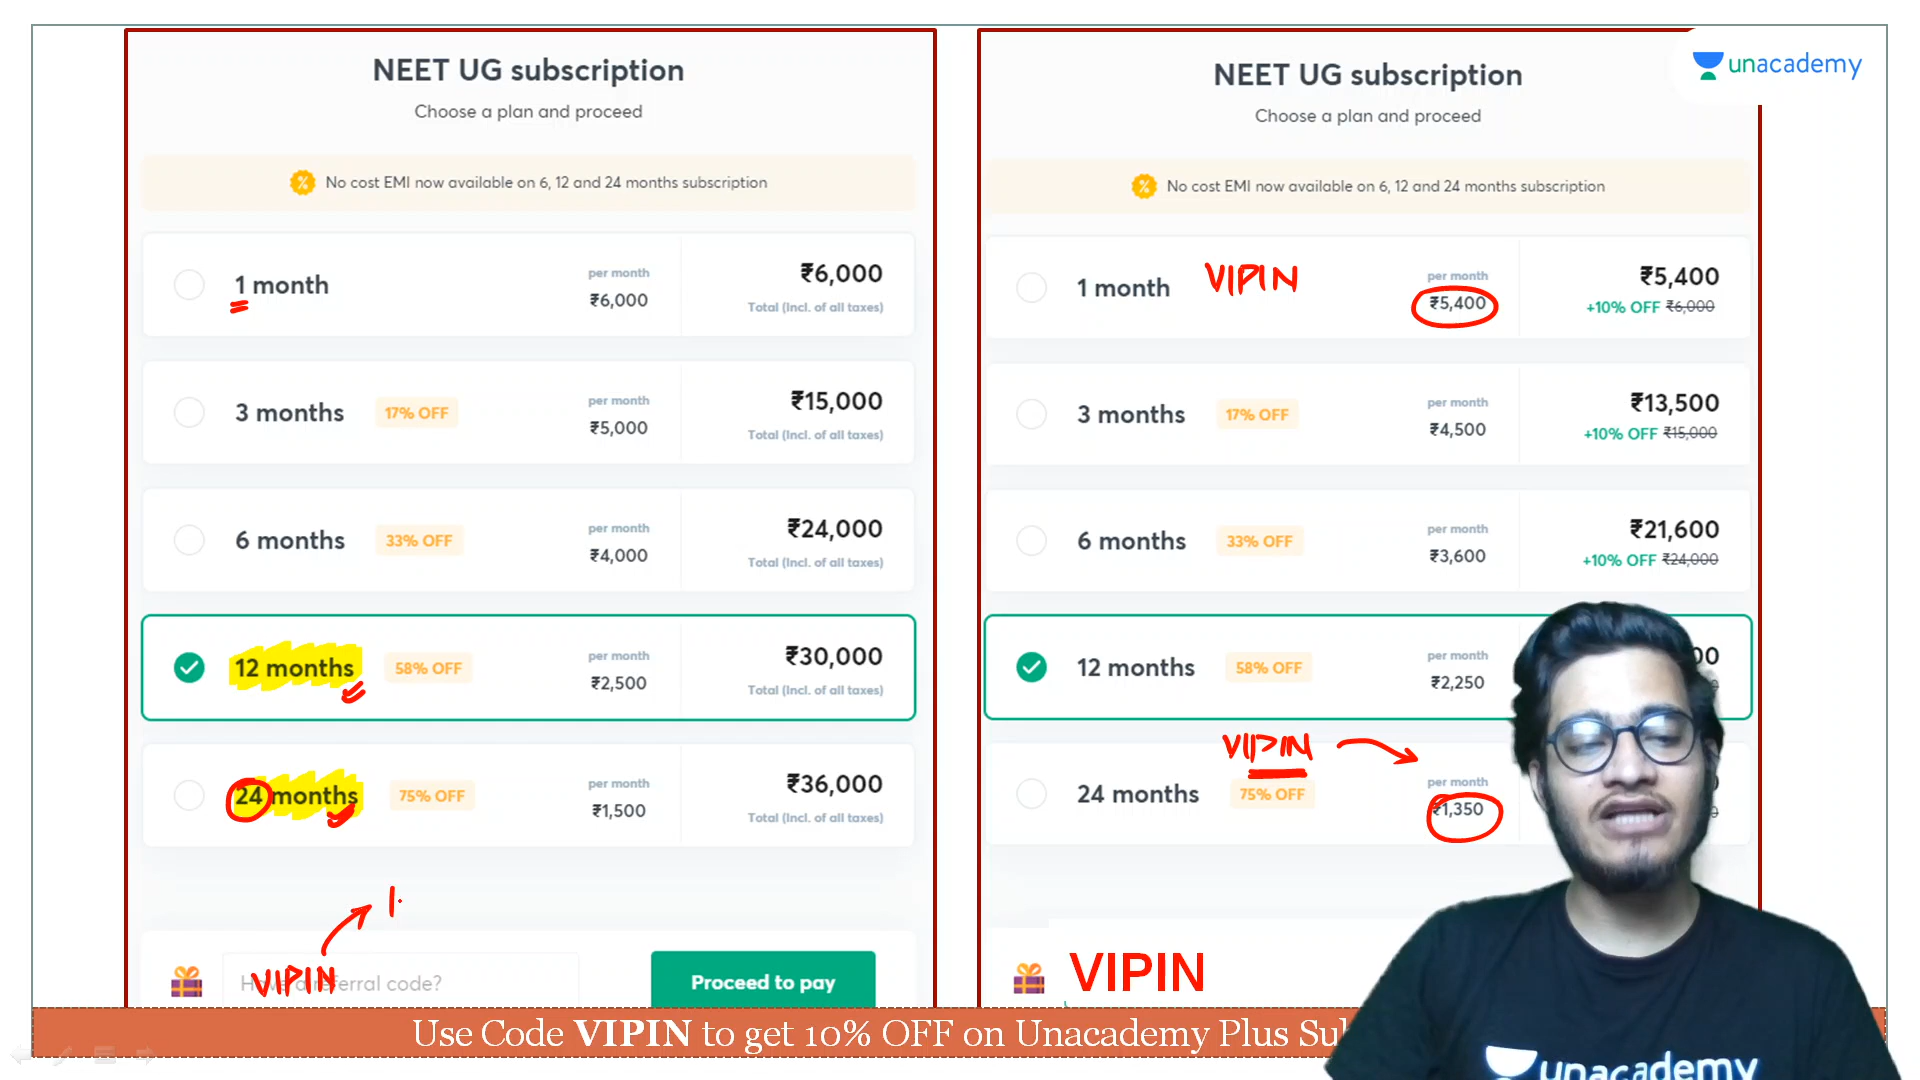 unacademy
NEET UG subscription
Choose a plan and proceed
No cost EMI now available on 6, 12 and 24 months subscription
1 month
per month
₹6,000
₹6,000
Total (Incl. of all taxes)
3 months
17% OFF
per month
₹5,000
₹15,000
Total (Incl. of all taxes)
6 months
33% OFF
per month
₹4,000
₹24,000
Total (Incl. of all taxes)
12 months
58% OFF
per month
₹2,500
₹30,000
Total (Incl. of all taxes)
24 months
75% OFF
per month
₹1,500
₹36,000
Total (Incl. of all taxes)
VIPIN
Have a referral code?
Proceed to pay
NEET UG subscription
Choose a plan and proceed
No cost EMI now available on 6, 12 and 24 months subscription
1 month
VIPIN
per month
₹5,400
₹5,400
+10% OFF ₹6,000
3 months
17% OFF
per month
₹4,500
₹13,500
+10% OFF ₹15,000
6 months
33% OFF
per month
₹3,600
₹21,600
+10% OFF ₹24,000
12 months
58% OFF
per month
₹2,250
VIPIN
24 months
75% OFF
per month
₹1,350
VIPIN
Use Code VIPIN to get 10% OFF on Unacademy Plus
unacademy